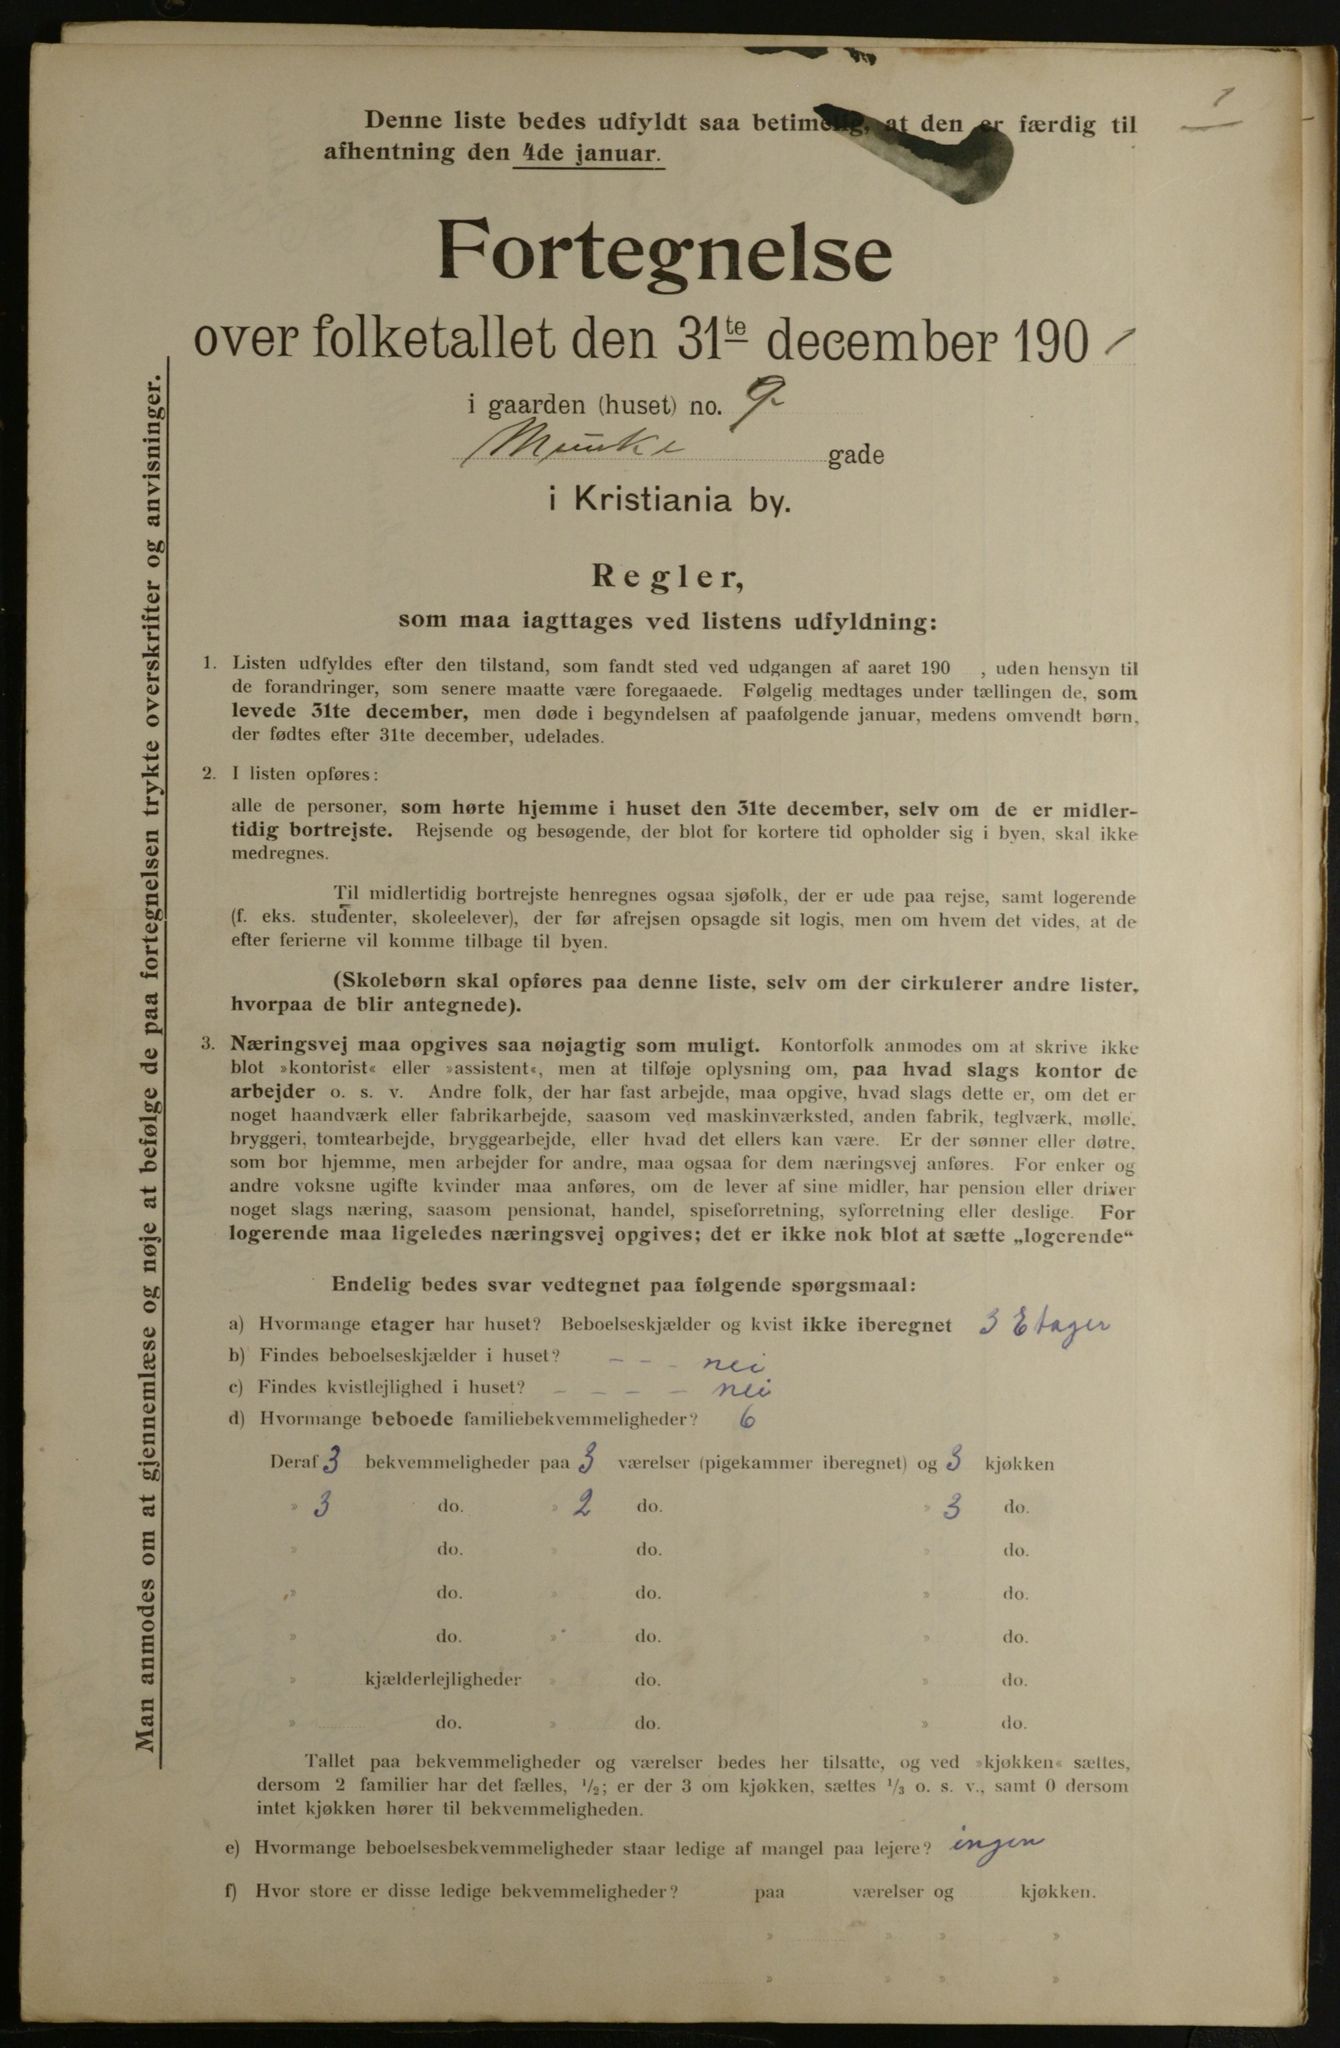 1
Denne liste bedes udfyldt saa betimelig, at den er færdig til
afhentning den 4de januar.
Fortegnelse
over folketallet den 31te december 1901
i gaarden (huset) no. 9
Munke gade
i Kristiania by.
Regler,
som maa iagttages ved listens udfyldning:
1. Listen udfyldes efter den tilstand, som fandt sted ved udgangen af aaret 190 , uden hensyn til
de forandringer, som senere maatte være foregaaede. Følgelig medtages under tællingen de, som
levede 31te december, men døde i begyndelsen af paafølgende januar, medens omvendt børn,
der fødtes efter 31te december, udelades.
2. I listen opføres:
alle de personer, som hørte hjemme i huset den 31te december, selv om de er midler-
tidig bortrejste. Rejsende og besøgende, der blot for kortere tid opholder sig i byen, skal ikke
medregnes.
Til midlertidig bortrejste henregnes ogsaa sjøfolk, der er ude paa rejse, samt logerende
(f. eks. studenter, skoleelever), der før afrejsen opsagde sit logis, men om hvem det vides, at de
efter ferierne vil komme tilbage til byen.
(Skolebørn skal opføres paa denne liste, selv om der cirkulerer andre lister,
hvorpaa de blir antegnede).
3. Næringsvej maa opgives saa nøjagtig som muligt. Kontorfolk anmodes om at skrive ikke
blot »kontorist« eller »assistent«, men at tilføje oplysning om, paa hvad slags kontor de
arbejder o. s. v. Andre folk, der har fast arbejde, maa opgive, hvad slags dette er, om det er
noget haandværk eller fabrikarbejde, saasom ved maskinværksted, anden fabrik, teglværk, mølle,
bryggeri, tomtearbejde, bryggearbejde, eller hvad det ellers kan være. Er der sønner eller døtre,
som bor hjemme, men arbejder for andre, maa ogsaa for dem næringsvej anføres. For enker og
andre voksne ugifte kvinder maa anføres, om de lever af sine midler, har pension eller driver
noget slags næring, saasom pensionat, handel, spiseforretning, syforretning eller deslige. For
logerende maa ligeledes næringsvej opgives; det er ikke nok blot at sætte „logerende“
Endelig bedes svar vedtegnet paa følgende spørgsmaal:
a) Hvormange etager har huset? Beboelseskjælder og kvist ikke iberegnet 3 Etager
b) Findes beboelseskjælder i huset? - - - nei
c) Findes kvistlejlighed i huset? - - - - nei
d) Hvormange beboede familiebekvemmeligheder? 6
Deraf 3 bekvemmeligheder paa 3 værelser (pigekammer iberegnet) og 3 kjøkken
» 3 do. » 2 do. » 3 do.
» do. » do. » do.
» do. » do. » do.
» do. » do. » do.
» kjælderlejligheder » do. » do.
» do. » do. » do.
Tallet paa bekvemmeligheder og værelser bedes her tilsatte, og ved »kjøkken« sættes,
dersom 2 familier har det fælles, 1/2; er der 3 om kjøkken, sættes 1/3 o. s. v., samt 0 dersom
intet kjøkken hører til bekvemmeligheden.
e) Hvormange beboelsesbekvemmeligheder staar ledige af mangel paa lejere? ingen
f) Hvor store er disse ledige bekvemmeligheder? paa værelser og kjøkken.
» » » »
» » » »
Man anmodes om at gjennemlæse og nøje at befølge de paa fortegnelsen trykte overskrifter og anvisninger.